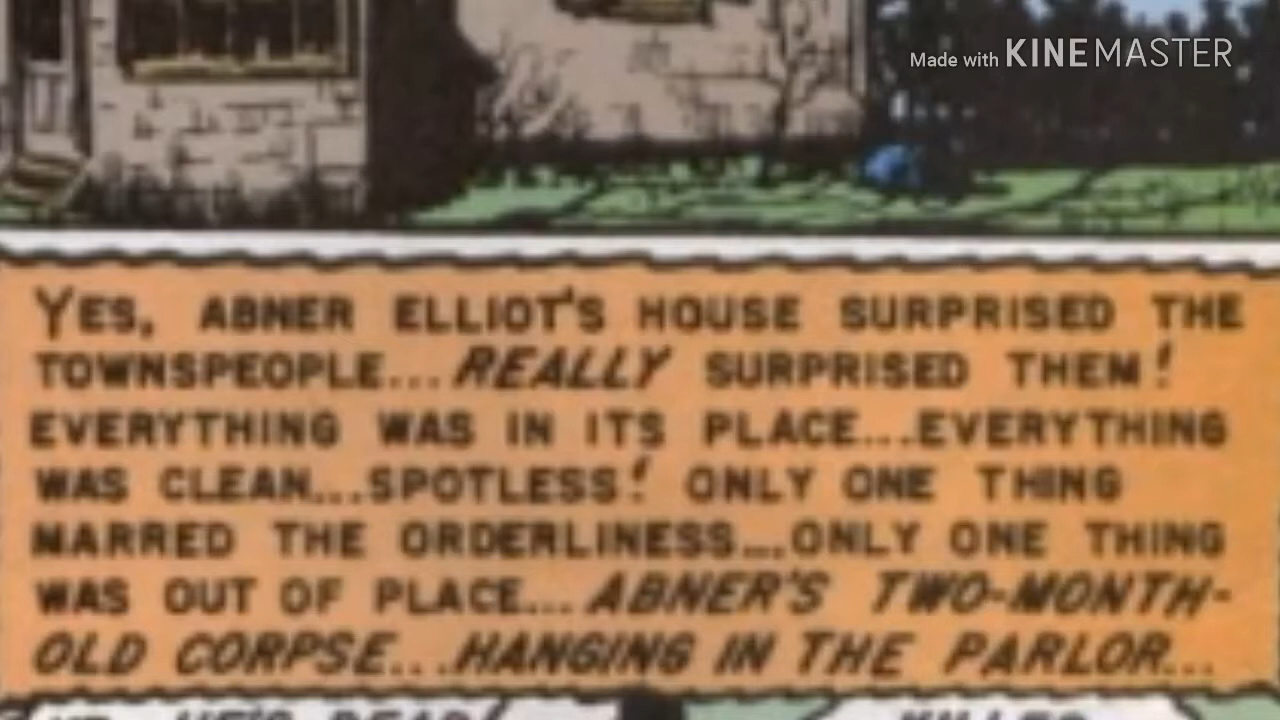 Made with KINEMASTER
YES, ABNER ELLIOT'S HOUSE SURPRISED THE
TOWNSPEOPLE... REALLY SURPRISED THEM!
EVERYTHING WAS IN ITS PLACE...EVERYTHING
WAS CLEAN...SPOTLESS! ONLY ONE THING
MARRED THE ORDERLINESS...ONLY ONE THING
WAS OUT OF PLACE... ABNER'S TWO-MONTH-
OLD CORPSE...HANGING IN THE PARLOR...
HE'S DEAD!